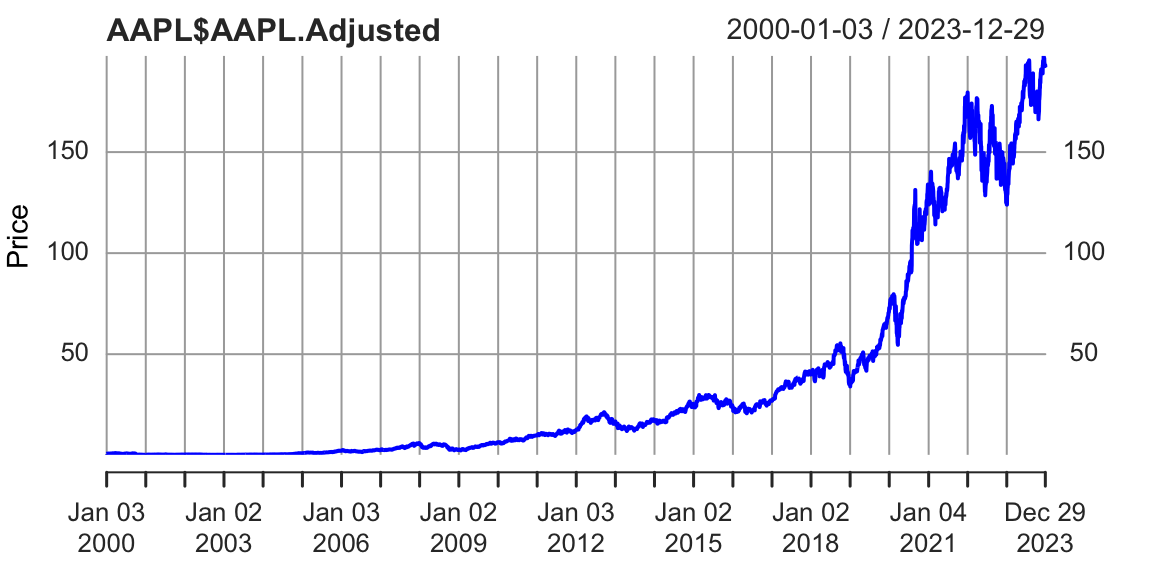 AAPL$AAPL.Adjusted 2000-01-03 / 2023-12-29
Price
150 150
100 100
50 50
Jan 03 Jan 02 Jan 03 Jan 02 Jan 03 Jan 02 Jan 02 Jan 04 Dec 29
2000 2003 2006 2009 2012 2015 2018 2021 2023